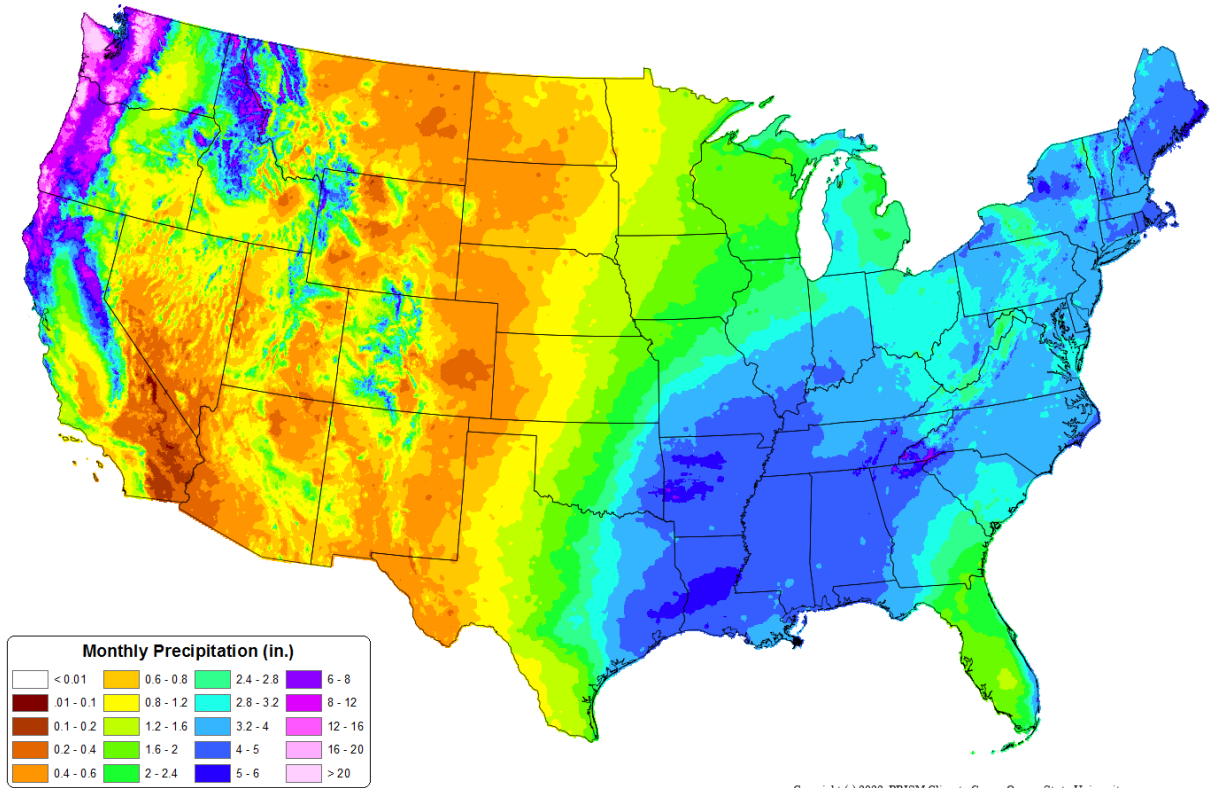 Monthly Precipitation (in.)
< 0.01 0.6 - 0.8 2.4 - 2.8 6 - 8
.01 - 0.1 0.8 - 1.2 2.8 - 3.2 8 - 12
0.1 - 0.2 1.2 - 1.6 3.2 - 4 12 - 16
0.2 - 0.4 1.6 - 2 4 - 5 16 - 20
0.4 - 0.6 2 - 2.4 5 - 6 > 20
Copyright (c) PRISM Climate Oregon State